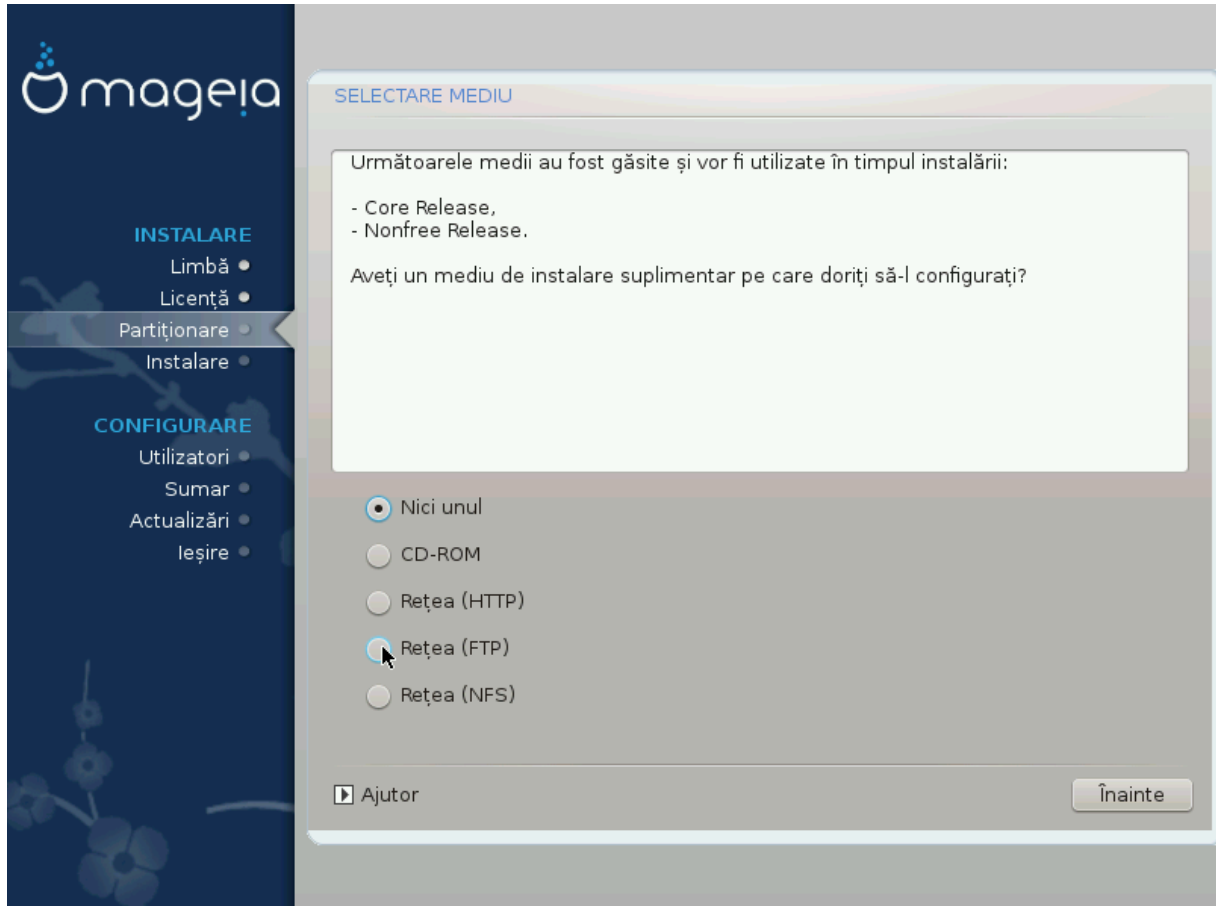 mageia
INSTALARE
Limbă
Licență
Partiționare
Instalare
CONFIGURARE
Utilizatori
Sumar
Actualizări
Ieșire
SELECTARE MEDIU
Următoarele medii au fost găsite și vor fi utilizate în timpul instalării:
- Core Release,
- Nonfree Release.
Aveți un mediu de instalare suplimentar pe care doriți să-l configurați?
Nici unul
CD-ROM
Rețea (HTTP)
Rețea (FTP)
Rețea (NFS)
Ajutor
Înainte